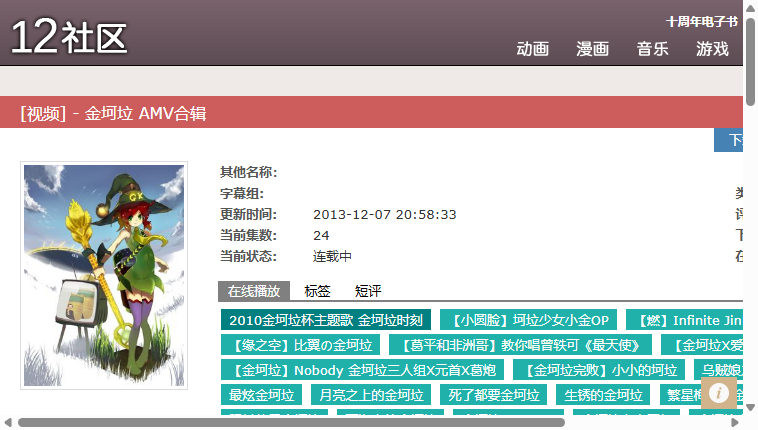 12社区
十周年电子书
动画 漫画 音乐 游戏
[视频] - 金坷垃 AMV合辑
其他名称:
字幕组:
更新时间: 2013-12-07 20:58:33
当前集数: 24
当前状态: 连载中
在线播放 标签 短评
2010金坷垃杯主题歌 金坷垃时刻 【小圆脸】坷垃少女小金OP 【燃】Infinite Jin
【缘之空】比翼の金坷垃 【葛平和非洲哥】教你唱曾轶可《最天使》 【金坷垃X爱
【金坷垃】Nobody 金坷垃三人组X元首X葛炮 【金坷垃完败】小小的坷垃 乌贼娘
最炫金坷垃 月亮之上的金坷垃 死了都要金坷垃 生锈的金坷垃